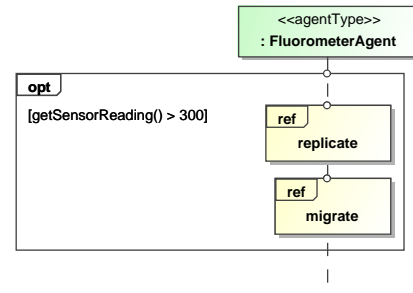 <<agentType>>
: FluorometerAgent
opt
[getSensorReading() > 300]
ref
replicate
ref
migrate